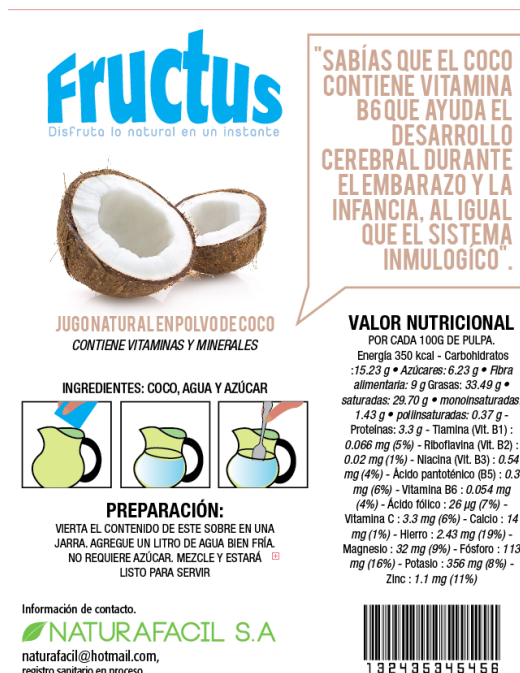 Fructus
Disfruta lo natural en un instante
"SABÍAS QUE EL COCO
CONTIENE VITAMINA
B6 QUE AYUDA EL
DESARROLLO
CEREBRAL DURANTE
EL EMBARAZO Y LA
INFANCIA, AL IGUAL
QUE EL SISTEMA
INMULOGÍCO".
JUGO NATURAL EN POLVO DE COCO
CONTIENE VITAMINAS Y MINERALES
INGREDIENTES: COCO, AGUA Y AZÚCAR
PREPARACIÓN:
VIERTA EL CONTENIDO DE ESTE SOBRE EN UNA
JARRA. AGREGUE UN LITRO DE AGUA BIEN FRÍA.
NO REQUIERE AZÚCAR. MEZCLE Y ESTARÁ
LISTO PARA SERVIR
VALOR NUTRICIONAL
POR CADA 100G DE PULPA.
Energía 350 kcal - Carbohidratos
:15.23 g • Azúcares: 6.23 g • Fibra
alimentaria: 9 g Grasas: 33.49 g •
saturadas: 29.70 g • monoinsaturadas:
1.43 g • poliinsaturadas: 0.37 g -
Proteínas: 3.3 g - Tiamina (Vit. B1) :
0.066 mg (5%) - Riboflavina (Vit. B2) :
0.02 mg (1%) - Niacina (Vit. B3) : 0.54
mg (4%) - Ácido pantoténico (B5) : 0.3
mg (6%) - Vitamina B6 : 0.054 mg
(4%) - Ácido fólico : 26 μg (7%) -
Vitamina C : 3.3 mg (6%) - Calcio : 14
mg (1%) - Hierro : 2.43 mg (19%) -
Magnesio : 32 mg (9%) - Fósforo : 113
mg (16%) - Potasio : 356 mg (8%) -
Zinc : 1.1 mg (11%)
Información de contacto.
NATURAFACIL S.A
naturafacil@hotmail.com,
registro sanitario en proceso
132435345456